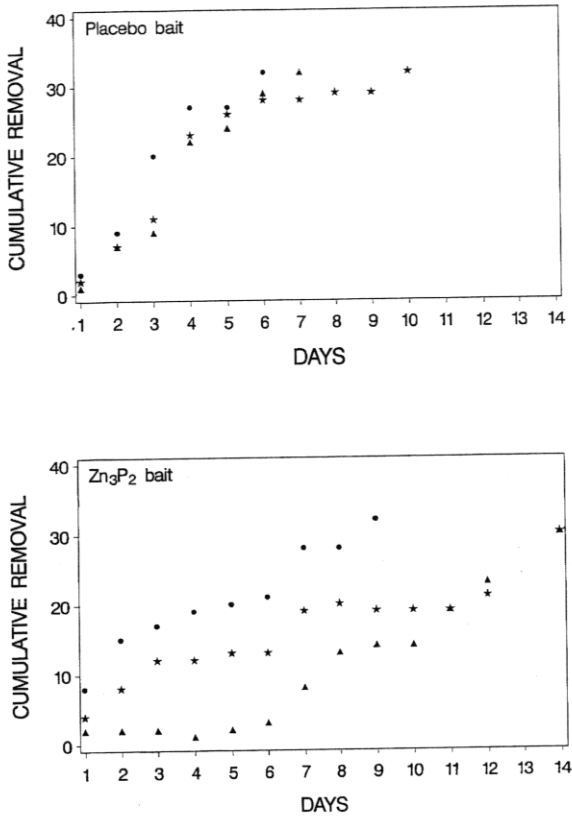 40
Placebo bait
30
20
10
0
CUMULATIVE REMOVAL
.1 2 3 4 5 6 7 8 9 10 11 12 13 14
DAYS
40
Zn₃P₂ bait
30
20
10
0
CUMULATIVE REMOVAL
1 2 3 4 5 6 7 8 9 10 11 12 13 14
DAYS